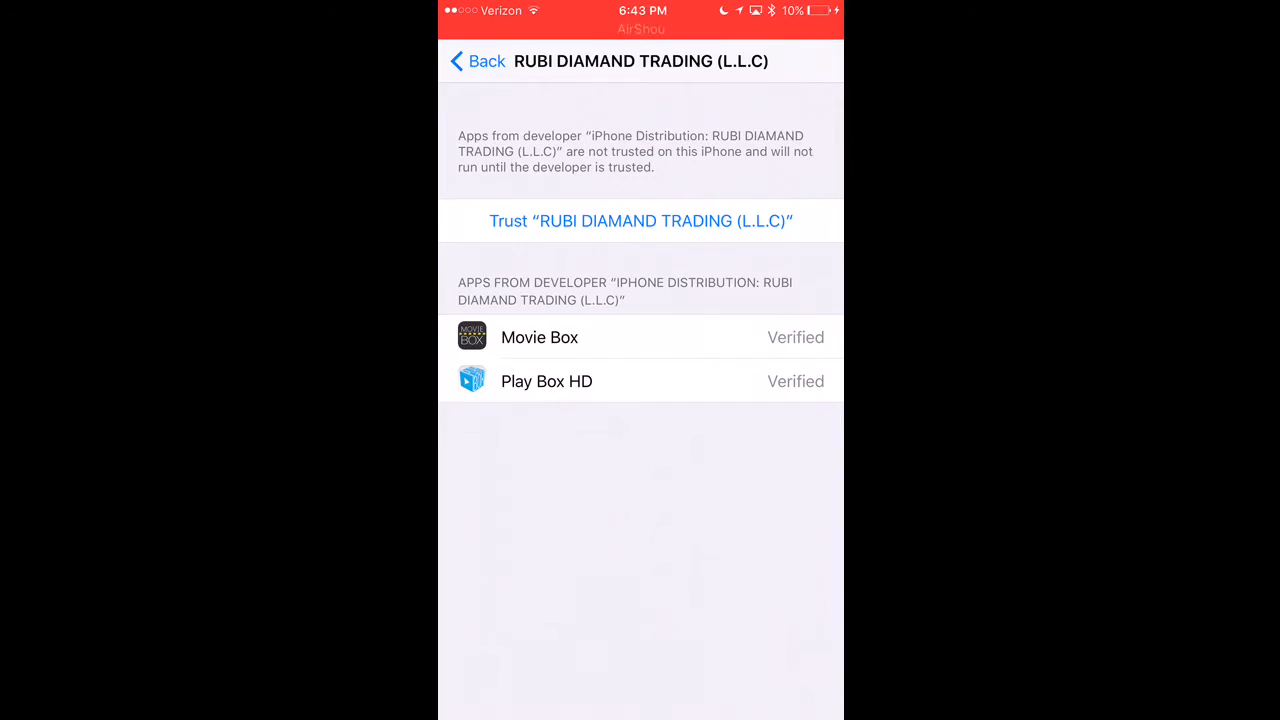 Verizon 6:43 PM 10%
AirShou
Back RUBI DIAMAND TRADING (L.L.C)
Apps from developer “iPhone Distribution: RUBI DIAMAND
TRADING (L.L.C)” are not trusted on this iPhone and will not
run until the developer is trusted.
Trust “RUBI DIAMAND TRADING (L.L.C)”
APPS FROM DEVELOPER “IPHONE DISTRIBUTION: RUBI
DIAMAND TRADING (L.L.C)”
MOVIE
BOX
Movie Box Verified
Play Box HD Verified